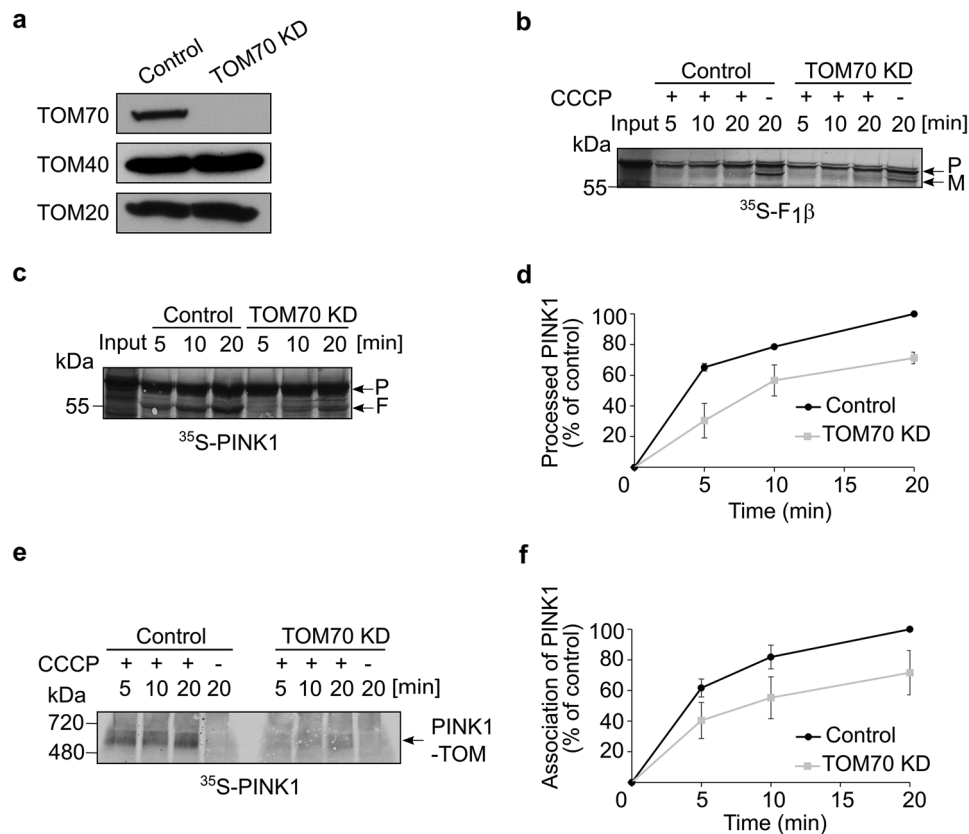 a
Control TOM70 KD
TOM70
TOM40
TOM20
b
Control TOM70 KD
CCCP + + + - + + + -
Input 5 10 20 20 5 10 20 20 [min]
kDa
P
M
55
³⁵S-F₁β
c
Control TOM70 KD
Input 5 10 20 5 10 20 [min]
kDa
P
55
F
³⁵S-PINK1
d
Processed PINK1
(% of control)
100
80
60
40
20
Control
TOM70 KD
0 5 10 15 20
Time (min)
e
Control TOM70 KD
CCCP + + + - + + + -
kDa 5 10 20 20 5 10 20 20 [min]
720
PINK1
-TOM
480
³⁵S-PINK1
f
Association of PINK1
(% of control)
100
80
60
40
20
Control
TOM70 KD
0 5 10 15 20
Time (min)